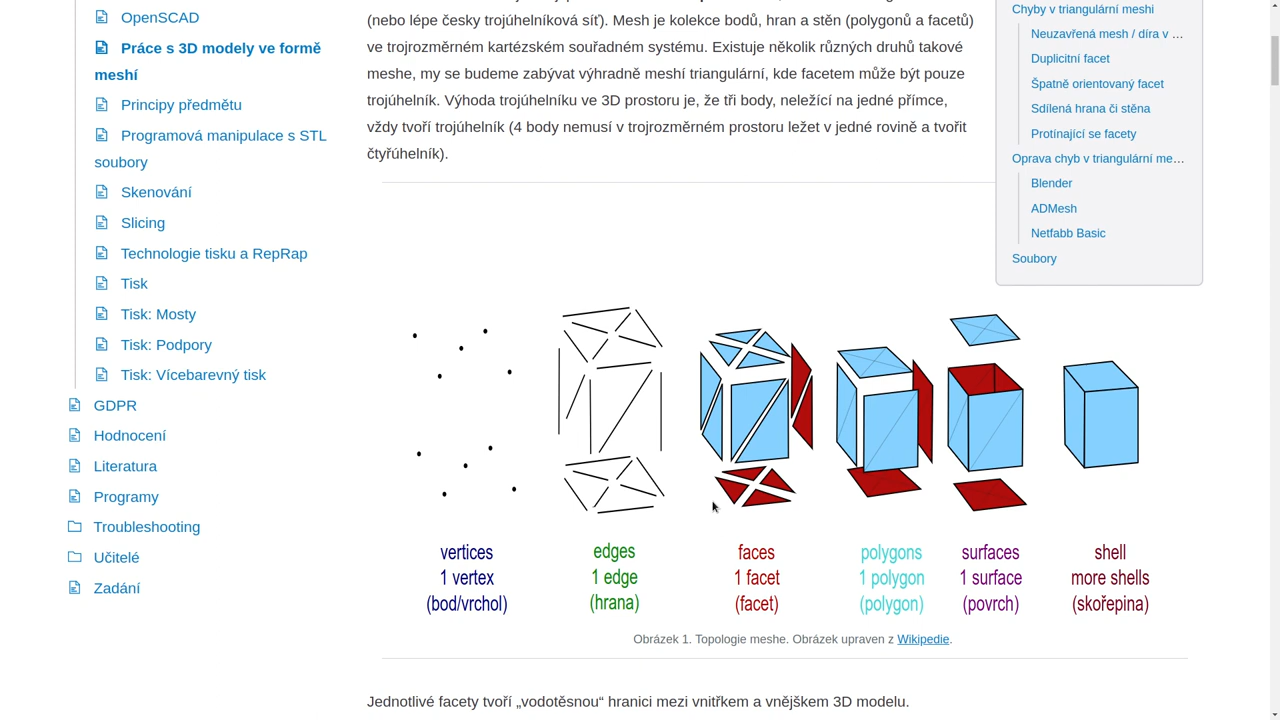 OpenSCAD
Práce s 3D modely ve formě
meshí
Principy předmětu
Programová manipulace s STL
soubory
Skenování
Slicing
Technologie tisku a RepRap
Tisk
Tisk: Mosty
Tisk: Podpory
Tisk: Vícebarevný tisk
GDPR
Hodnocení
Literatura
Programy
Troubleshooting
Učitelé
Zadání
(nebo lépe česky trojúhelníková síť). Mesh je kolekce bodů, hran a stěn (polygonů a facetů)
ve trojrozměrném kartézském souřadném systému. Existuje několik různých druhů takové
meshe, my se budeme zabývat výhradně meshí triangulární, kde facetem může být pouze
trojúhelník. Výhoda trojúhelníku ve 3D prostoru je, že tři body, neležící na jedné přímce,
vždy tvoří trojúhelník (4 body nemusí v trojrozměrném prostoru ležet v jedné rovině a tvořit
čtyřúhelník).
vertices
1 vertex
(bod/vrchol)
edges
1 edge
(hrana)
faces
1 facet
(facet)
polygons
1 polygon
(polygon)
surfaces
1 surface
(povrch)
shell
more shells
(skořepina)
Obrázek 1. Topologie meshe. Obrázek upraven z Wikipedie.
Jednotlivé facety tvoří „vodotěsnou“ hranici mezi vnitřkem a vnějškem 3D modelu.
Chyby v triangulární meshi
Neuzavřená mesh / díra v …
Duplicitní facet
Špatně orientovaný facet
Sdílená hrana či stěna
Protínající se facety
Oprava chyb v triangulární me…
Blender
ADMesh
Netfabb Basic
Soubory